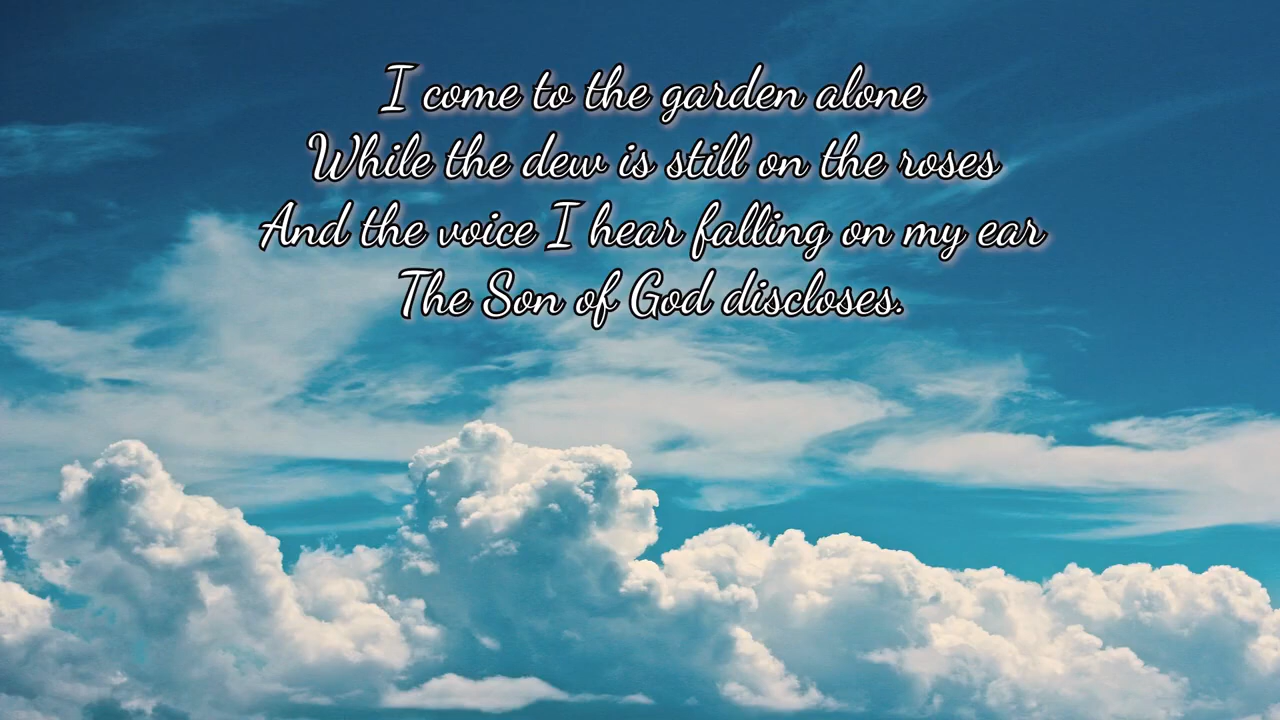 I come to the garden alone
While the dew is still on the roses
And the voice I hear falling on my ear
The Son of God discloses.